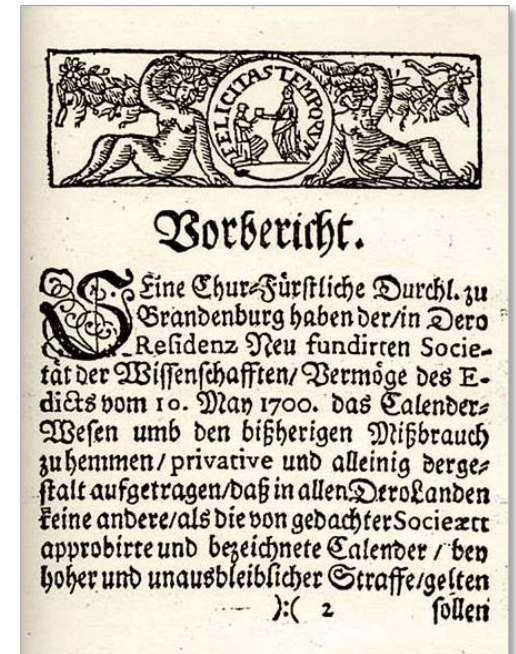 FELICITAS TEMPORUM
Vorbericht.
SEine Chur-Fürstliche Durchl. zu
Brandenburg haben der/in Dero
Residenz Neu fundirten Socie-
tät der Wissenschafften/ Vermöge des E-
dicts vom 10. May 1700. das Calender-
Wesen umb den bißherigen Mißbrauch
zu hemmen/ privative und alleinig derge-
stalt aufgetragen/daß in allen Dero Landen
keine andere/als die von gedachter Sociextt
approbirte und bezeichnete Calender / bey
hoher und unausbleiblicher Straffe/gelten
):( 2 sollen